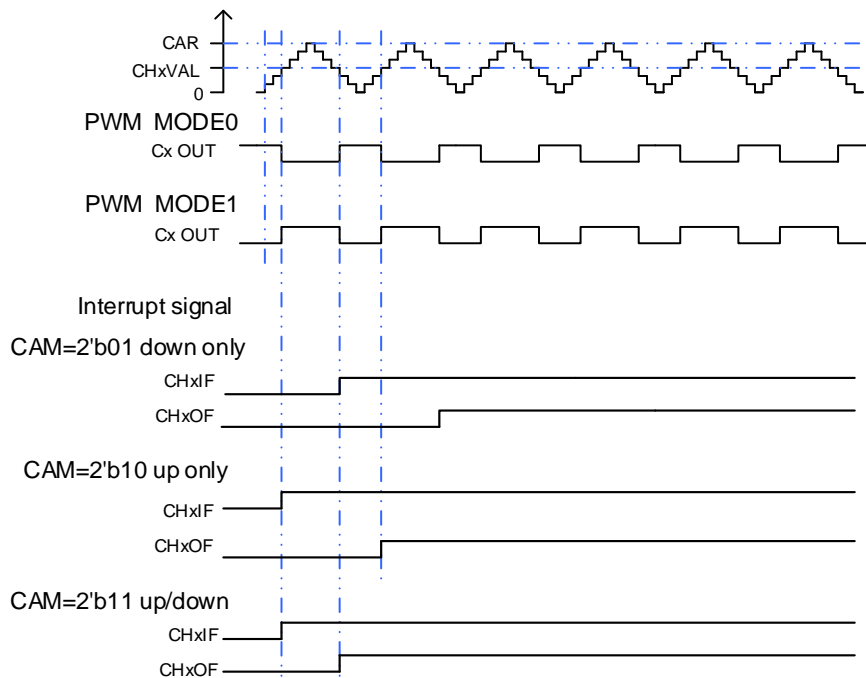 CAR
CHxVAL
0
PWM MODE0
Cx OUT
PWM MODE1
Cx OUT
Interrupt signal
CAM=2'b01 down only
CHxIF
CHxOF
CAM=2'b10 up only
CHxIF
CHxOF
CAM=2'b11 up/down
CHxIF
CHxOF